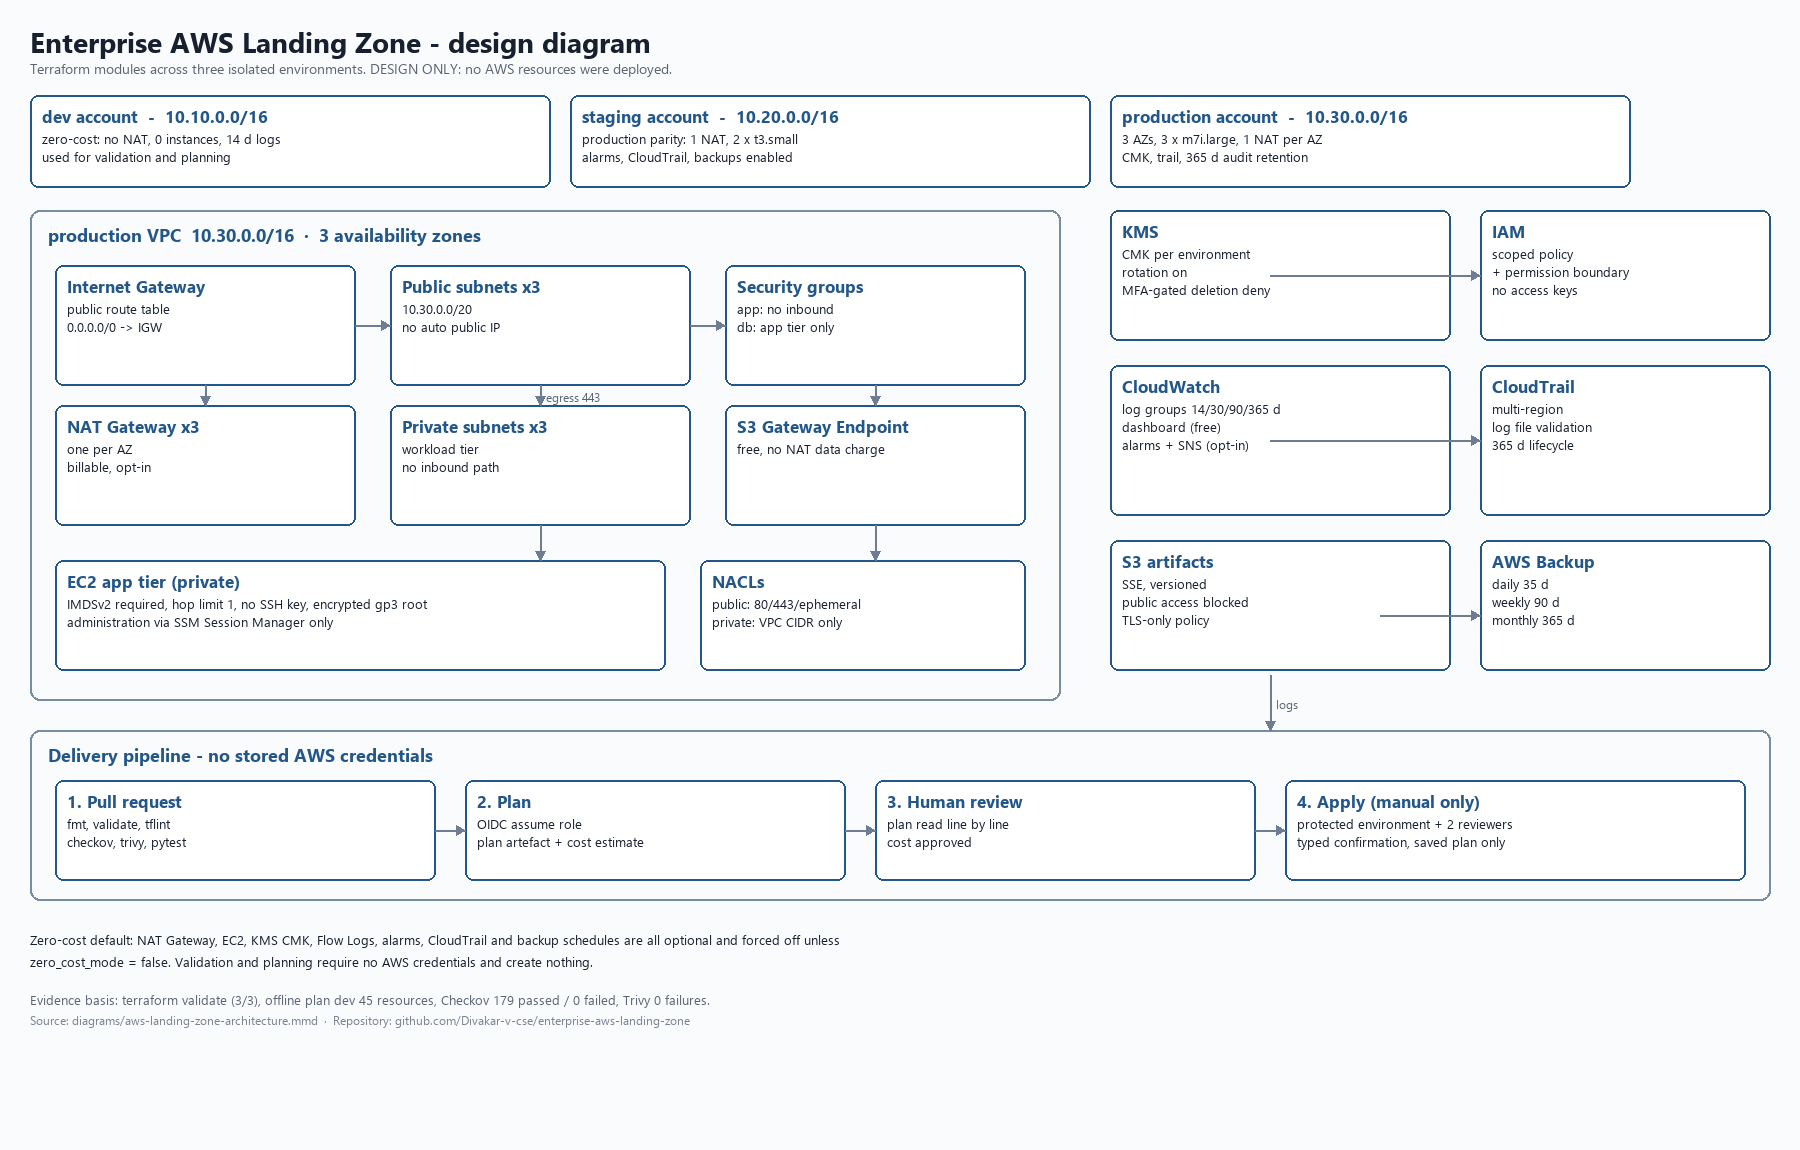 Enterprise AWS Landing Zone - design diagram
Terraform modules across three isolated environments. DESIGN ONLY: no AWS resources were deployed.
dev account - 10.10.0.0/16
zero-cost: no NAT, 0 instances, 14 d logs
used for validation and planning
staging account - 10.20.0.0/16
production parity: 1 NAT, 2 x t3.small
alarms, CloudTrail, backups enabled
production account - 10.30.0.0/16
3 AZs, 3 x m7i.large, 1 NAT per AZ
CMK, trail, 365 d audit retention
production VPC 10.30.0.0/16 · 3 availability zones
Internet Gateway
public route table
0.0.0.0/0 -> IGW
Public subnets x3
10.30.0.0/20
no auto public IP
Security groups
app: no inbound
db: app tier only
egress 443
NAT Gateway x3
one per AZ
billable, opt-in
Private subnets x3
workload tier
no inbound path
S3 Gateway Endpoint
free, no NAT data charge
EC2 app tier (private)
IMDSv2 required, hop limit 1, no SSH key, encrypted gp3 root
administration via SSM Session Manager only
NACLs
public: 80/443/ephemeral
private: VPC CIDR only
KMS
CMK per environment
rotation on
MFA-gated deletion deny
IAM
scoped policy
+ permission boundary
no access keys
CloudWatch
log groups 14/30/90/365 d
dashboard (free)
alarms + SNS (opt-in)
CloudTrail
multi-region
log file validation
365 d lifecycle
S3 artifacts
SSE, versioned
public access blocked
TLS-only policy
AWS Backup
daily 35 d
weekly 90 d
monthly 365 d
logs
Delivery pipeline - no stored AWS credentials
1. Pull request
fmt, validate, tflint
checkov, trivy, pytest
2. Plan
OIDC assume role
plan artefact + cost estimate
3. Human review
plan read line by line
cost approved
4. Apply (manual only)
protected environment + 2 reviewers
typed confirmation, saved plan only
Zero-cost default: NAT Gateway, EC2, KMS CMK, Flow Logs, alarms, CloudTrail and backup schedules are all optional and forced off unless
zero_cost_mode = false. Validation and planning require no AWS credentials and create nothing.
Evidence basis: terraform validate (3/3), offline plan dev 45 resources, Checkov 179 passed / 0 failed, Trivy 0 failures.
Source: diagrams/aws-landing-zone-architecture.mmd · Repository: github.com/Divakar-v-cse/enterprise-aws-landing-zone